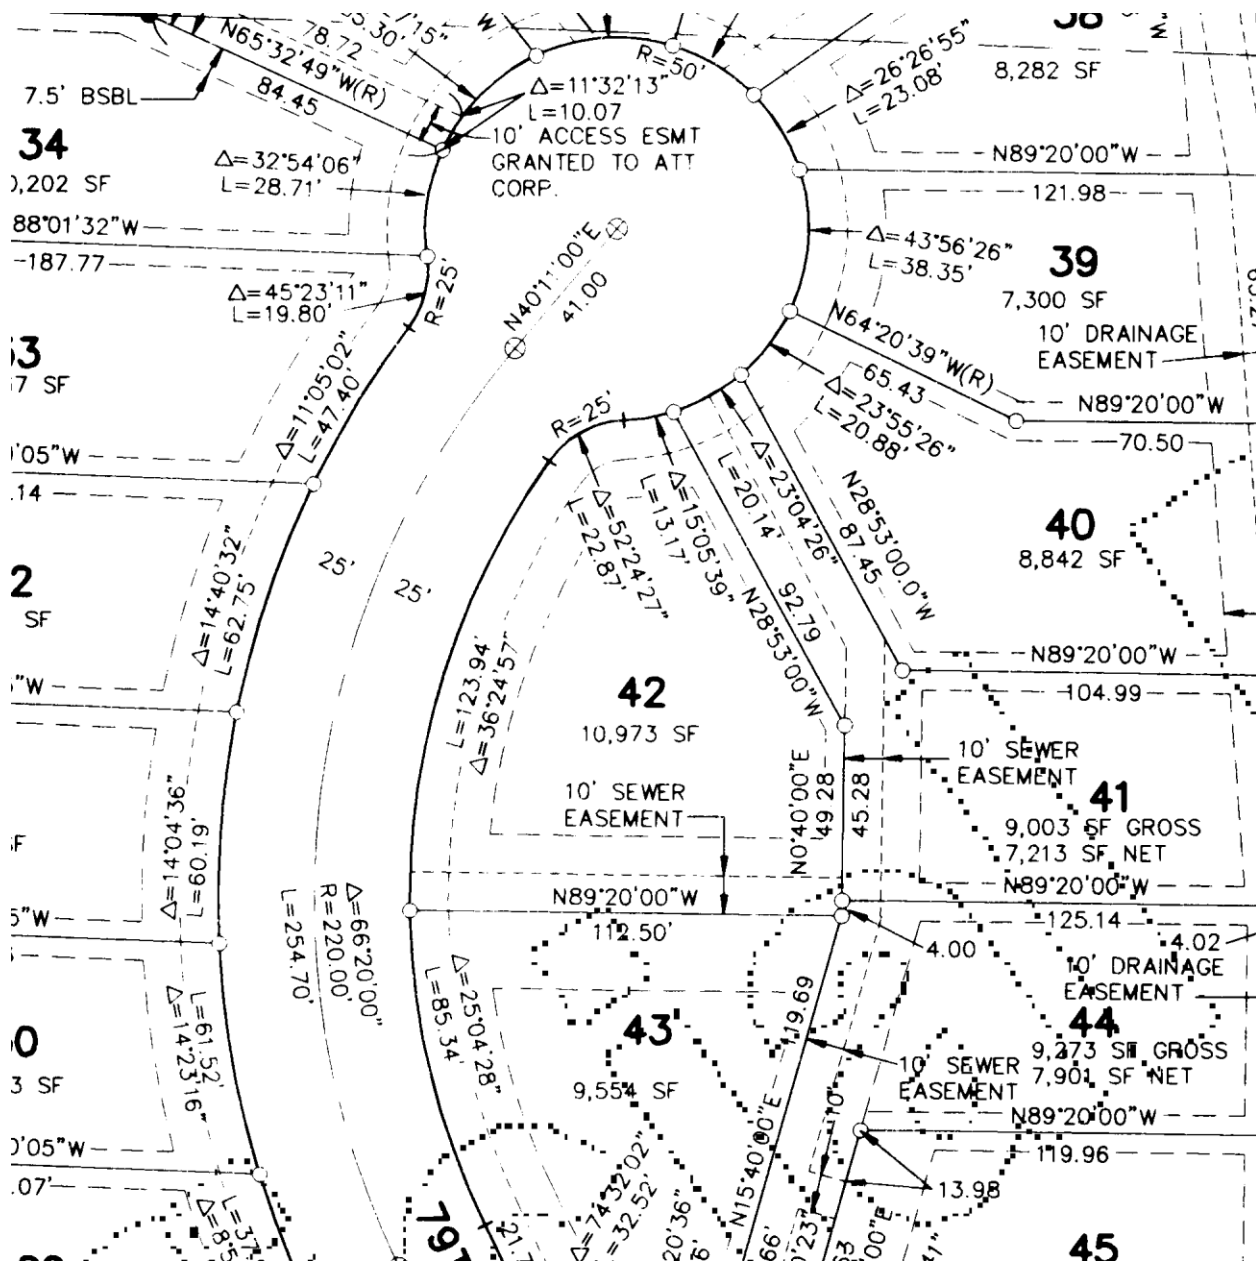 38
8,282 SF
N65°32'49"W(R)
84.45
78.72
7.5' BSBL
R=50'
Δ=11°32'13"
L=10.07
10' ACCESS ESMT
GRANTED TO ATT
CORP.
Δ=26°26'55"
L=23.08'
34
Δ=32°54'06"
L=28.71'
N89°20'00"W
121.98
88°01'32"W
187.77
Δ=43°56'26"
L=38.35'
39
7,300 SF
Δ=45°23'11"
L=19.80'
R=25'
N40°11'00"E
41.00
N64°20'39"W(R)
65.43
10' DRAINAGE
EASEMENT
Δ=11°05'02"
L=47.40'
R=25'
Δ=23°55'26"
L=20.88'
N89°20'00"W
70.50
Δ=52°24'27"
L=22.87'
Δ=15°05'39"
L=13.17'
Δ=23°04'26"
L=20.14'
N28°53'00.0"W
87.45
40
8,842 SF
Δ=14°40'32"
L=62.75'
25'
25'
N28°53'00"W
92.79
L=123.94'
Δ=36°24'57"
42
10,973 SF
N89°20'00"W
104.99
10' SEWER
EASEMENT
10' SEWER
EASEMENT
N0°40'00"E
49.28
45.28
41
9,003 SF GROSS
7,213 SF NET
Δ=14°04'36"
L=60.19'
Δ=66°20'00"
R=220.00'
L=254.70'
N89°20'00"W
112.50'
N89°20'00"W
125.14
4.00
4.02
10' DRAINAGE
EASEMENT
Δ=25°04'28"
L=85.34'
L=61.52'
Δ=14°23'16"
43
9,554 SF
119.69
N15°40'00"E
44
9,273 SF GROSS
7,901 SF NET
10' SEWER
EASEMENT
10'
N89°20'00"W
119.96
13.98
Δ=74°32'02"
L=32.52'
45